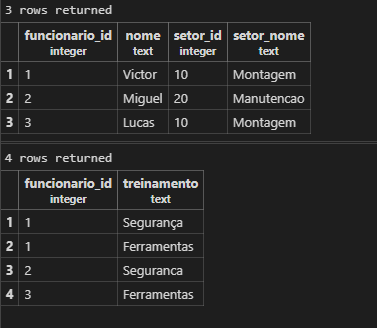 3 rows returned
funcionario_id nome setor_id setor_nome
integer text integer text
1 1 Victor 10 Montagem
2 2 Miguel 20 Manutencao
3 3 Lucas 10 Montagem
4 rows returned
funcionario_id treinamento
integer text
1 1 Segurança
2 1 Ferramentas
3 2 Seguranca
4 3 Ferramentas